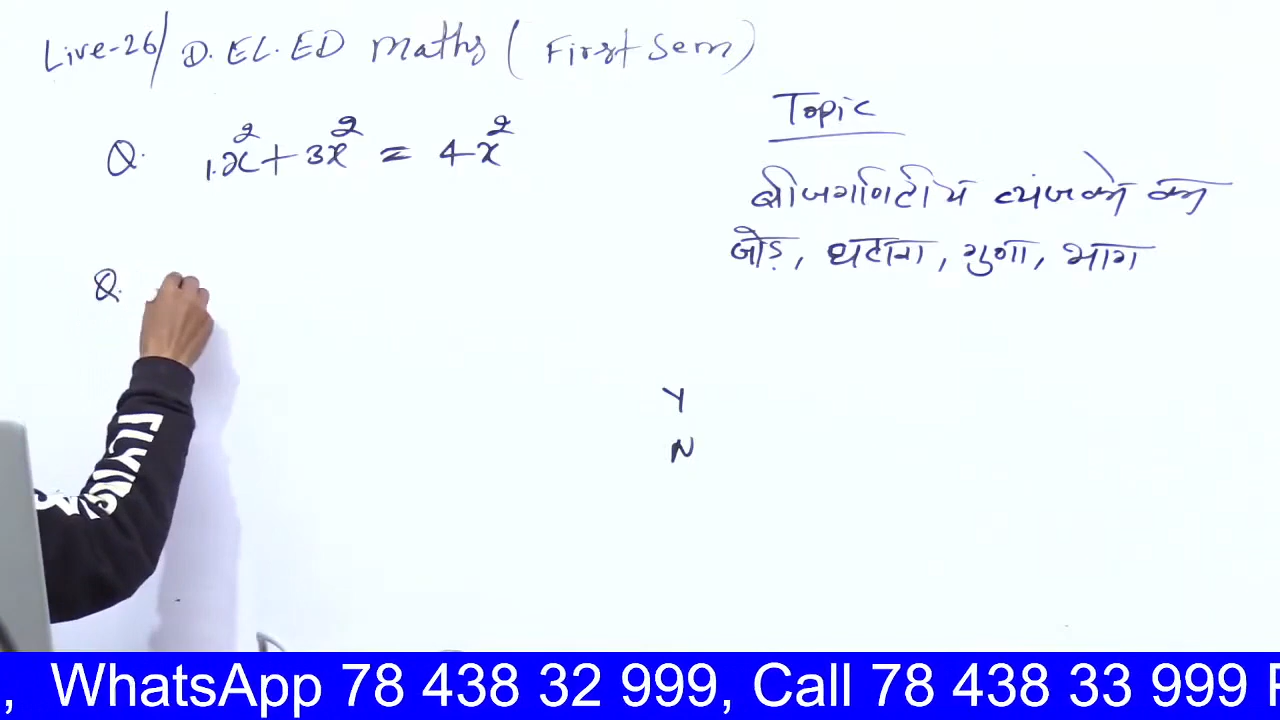 Live-26/ D.EL.ED Maths ( First Sem )
Topic
Q. 1.x² + 3x² = 4x²
बीजगणितीय व्यंजको का
जोड़, घटाना, गुणा, भाग
Q.
Y
N
FLYING
, WhatsApp 78 438 32 999, Call 78 438 33 999 F